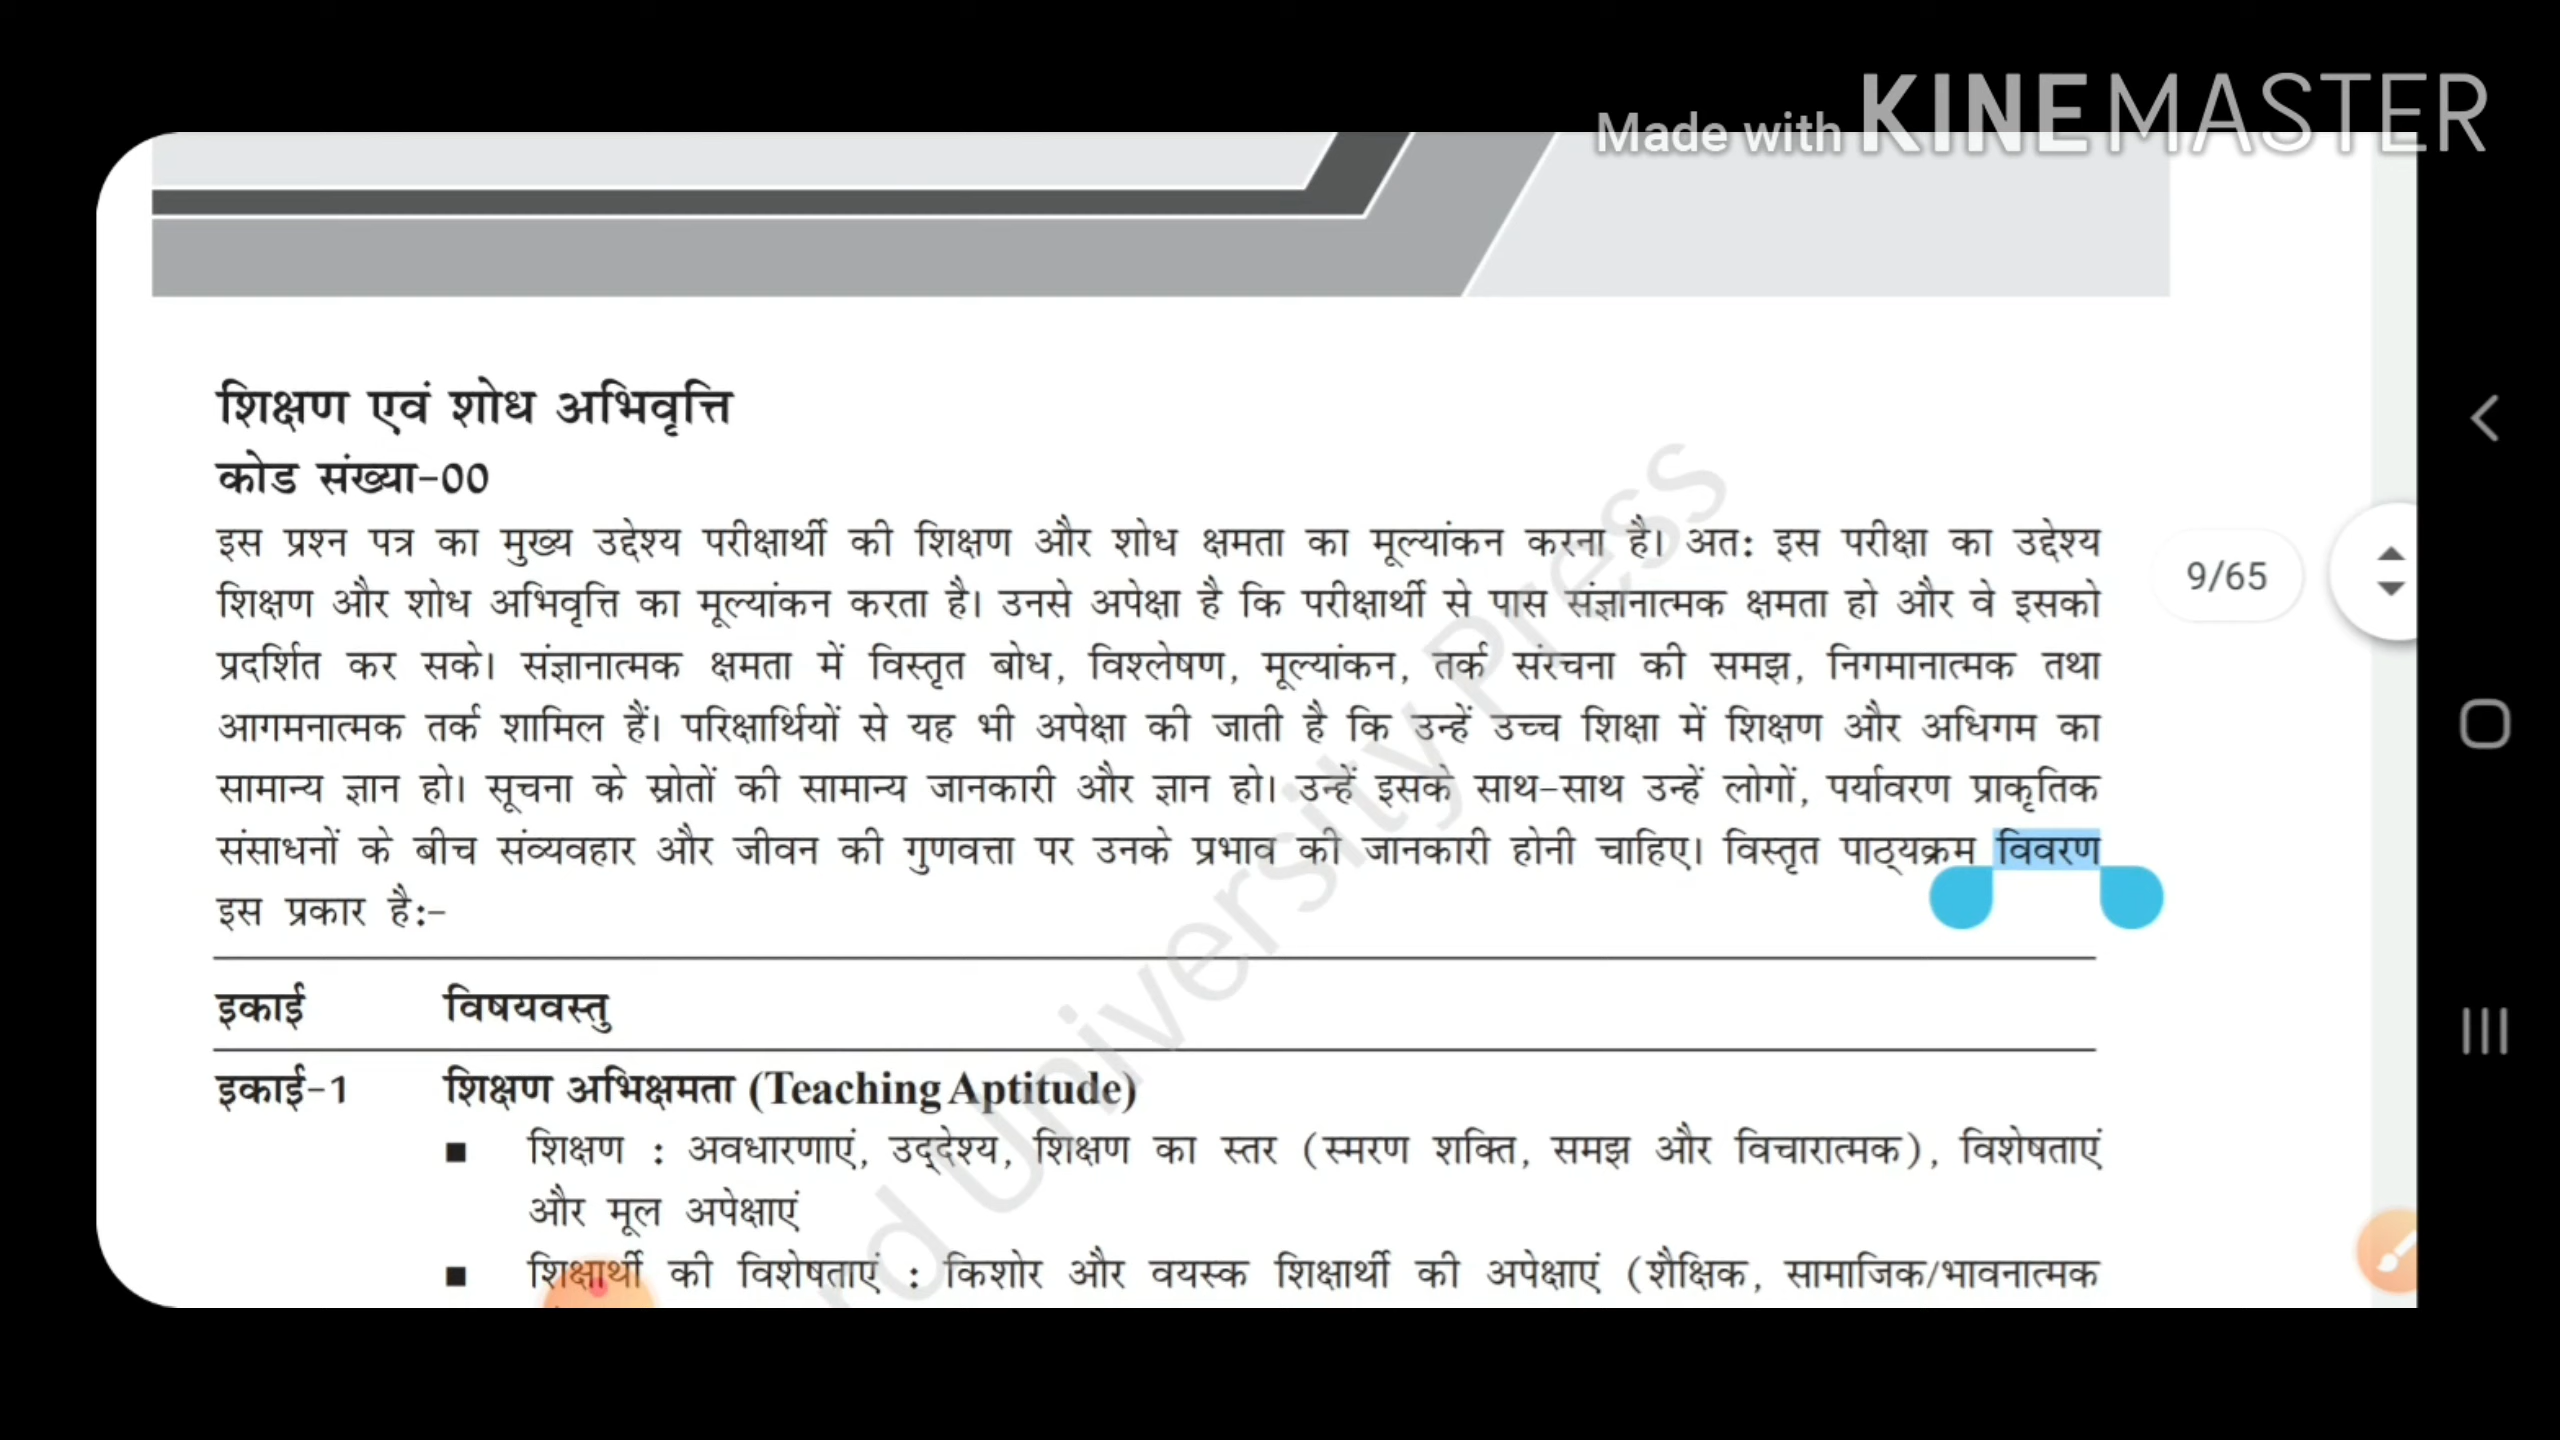 Made with KINEMASTER
शिक्षण एवं शोध अभिवृत्ति
कोड संख्या-00
इस प्रश्न पत्र का मुख्य उद्देश्य परीक्षार्थी की शिक्षण और शोध क्षमता का मूल्यांकन करना है। अत: इस परीक्षा का उद्देश्य
शिक्षण और शोध अभिवृत्ति का मूल्यांकन करता है। उनसे अपेक्षा है कि परीक्षार्थी से पास संज्ञानात्मक क्षमता हो और वे इसको
प्रदर्शित कर सके। संज्ञानात्मक क्षमता में विस्तृत बोध, विश्लेषण, मूल्यांकन, तर्क संरचना की समझ, निगमानात्मक तथा
आगमनात्मक तर्क शामिल हैं। परिक्षार्थियों से यह भी अपेक्षा की जाती है कि उन्हें उच्च शिक्षा में शिक्षण और अधिगम का
सामान्य ज्ञान हो। सूचना के स्रोतों की सामान्य जानकारी और ज्ञान हो। उन्हें इसके साथ-साथ उन्हें लोगों, पर्यावरण प्राकृतिक
संसाधनों के बीच संव्यवहार और जीवन की गुणवत्ता पर उनके प्रभाव की जानकारी होनी चाहिए। विस्तृत पाठ्यक्रम विवरण
इस प्रकार है:-
9/65
इकाई विषयवस्तु
इकाई-1 शिक्षण अभिक्षमता (Teaching Aptitude)
■ शिक्षण : अवधारणाएं, उद्देश्य, शिक्षण का स्तर (स्मरण शक्ति, समझ और विचारात्मक), विशेषताएं
और मूल अपेक्षाएं
■ शिक्षार्थी की विशेषताएं : किशोर और वयस्क शिक्षार्थी की अपेक्षाएं (शैक्षिक, सामाजिक/भावनात्मक
rd University Press